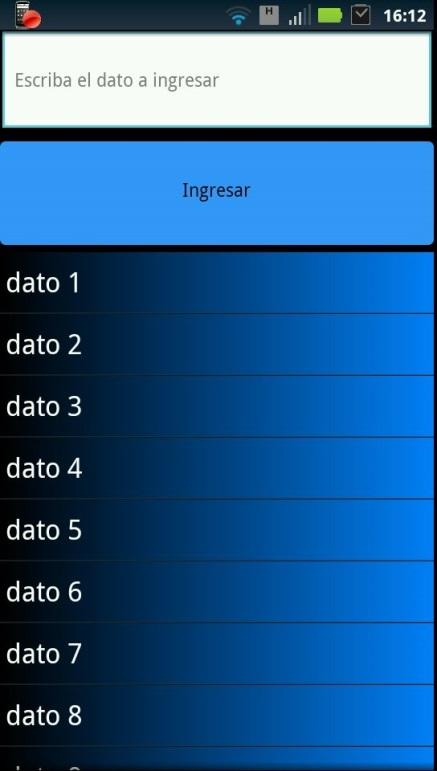 H
16:12
Escriba el dato a ingresar
Ingresar
dato 1
dato 2
dato 3
dato 4
dato 5
dato 6
dato 7
dato 8